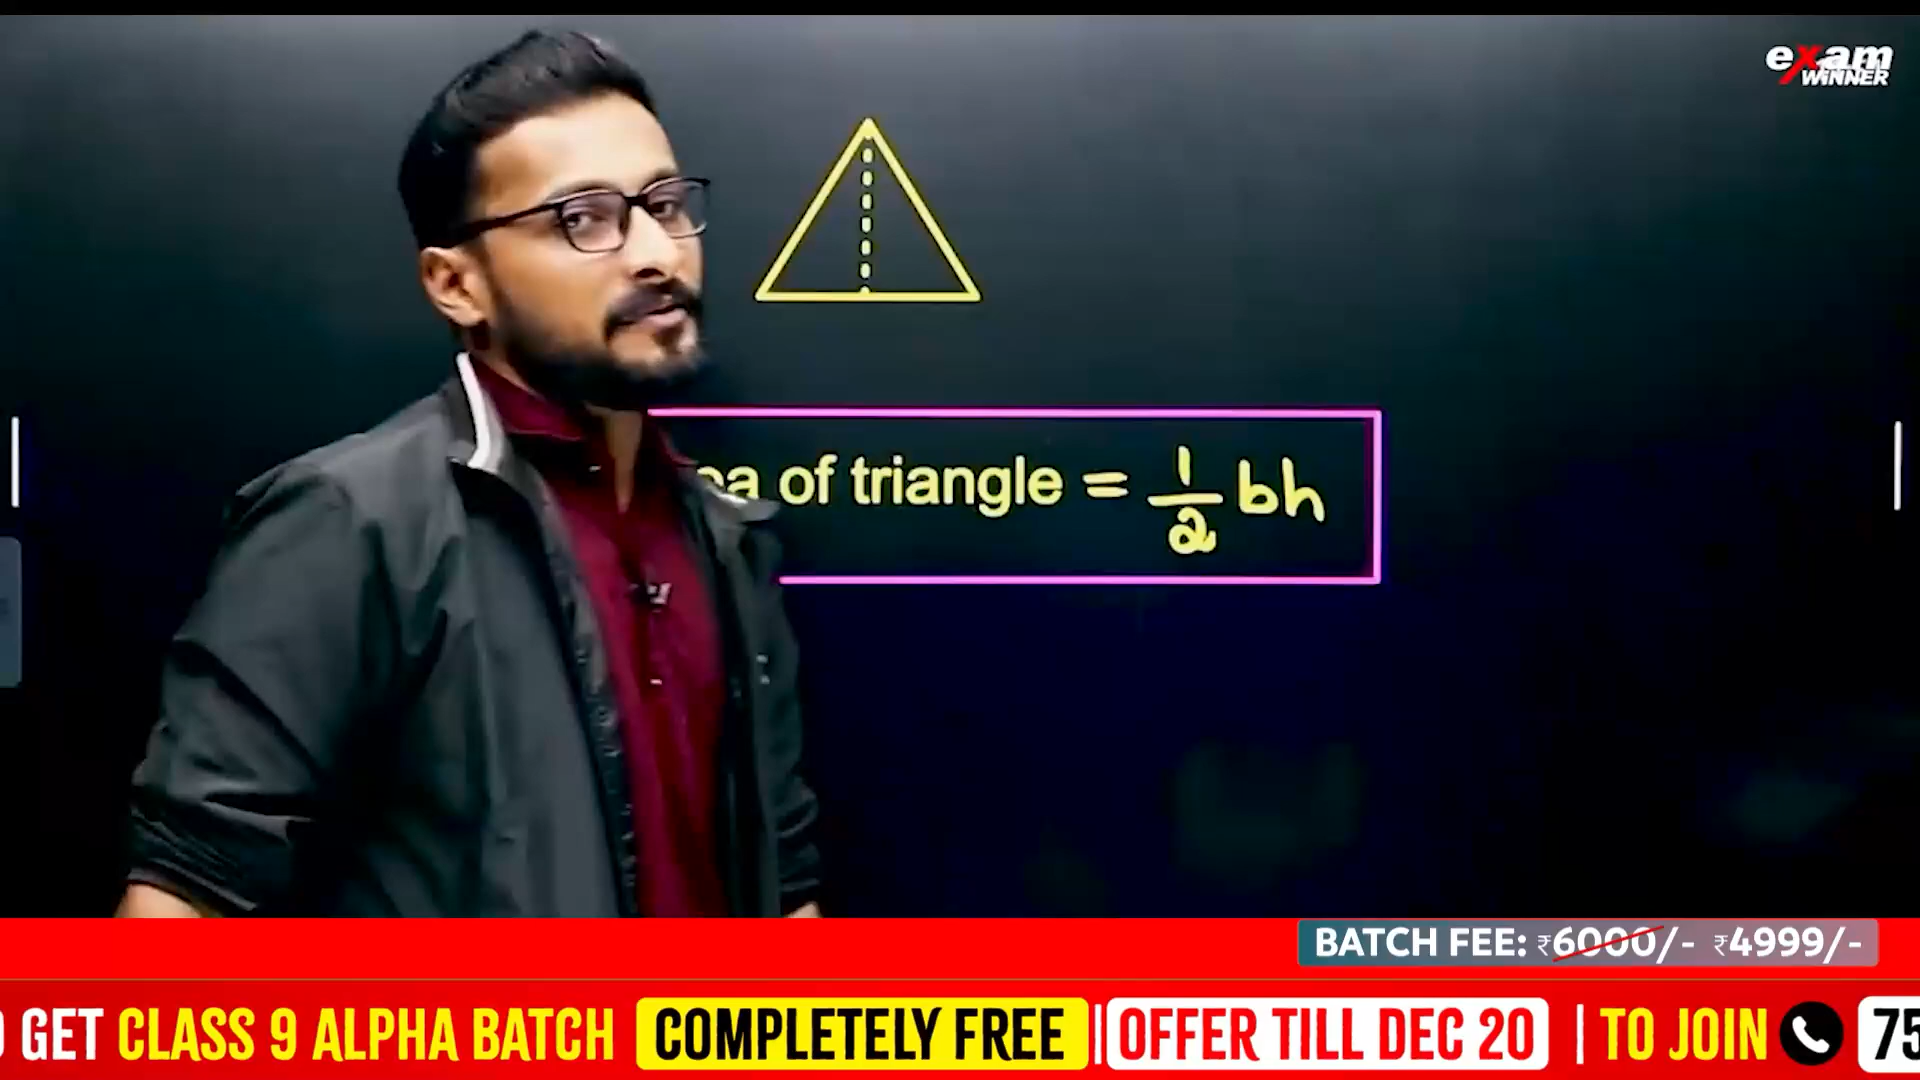 exam
WINNER
of triangle = 1/2 bh
BATCH FEE: ₹6000/- ₹4999/-
GET CLASS 9 ALPHA BATCH COMPLETELY FREE | OFFER TILL DEC 20 | TO JOIN 75